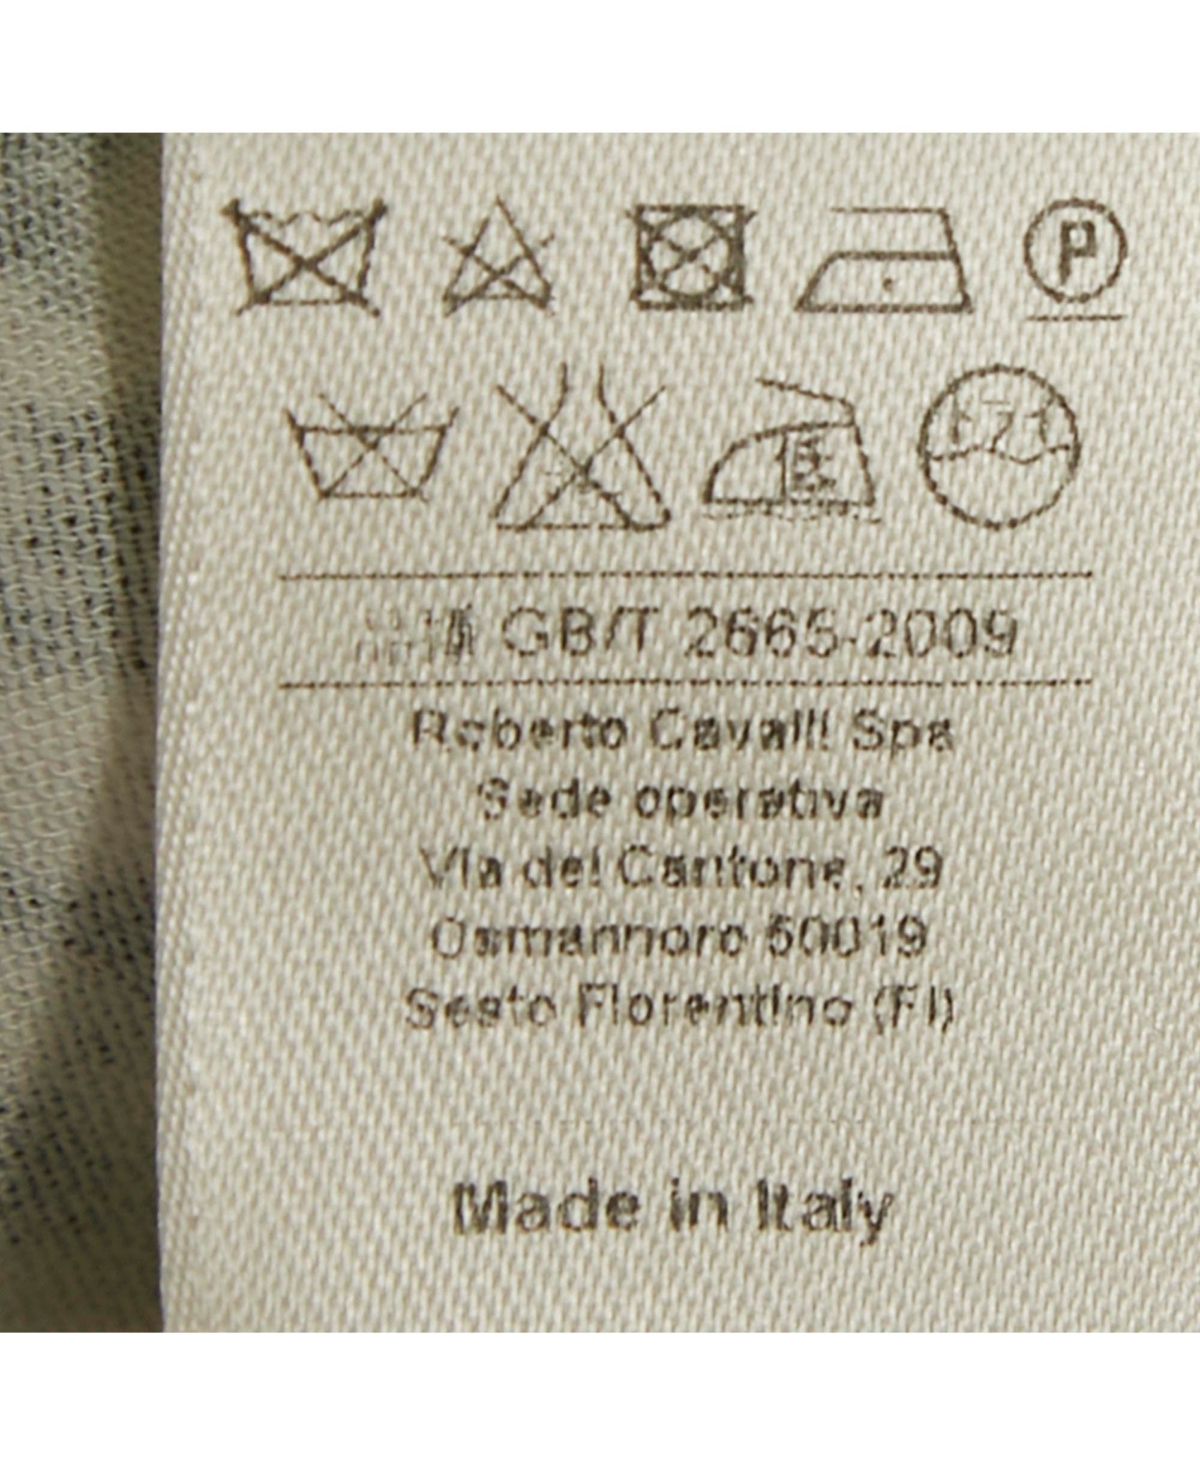 P
GB/T 2665-2009
Roberto Cavalli Spa
Sede operativa
Via del Cantone, 29
Osmannoro 50019
Sesto Fiorentino (FI)
Made in Italy